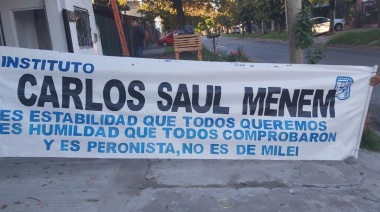 INSTITUTO
CARLOS SAUL MENEM
ES ESTABILIDAD QUE TODOS QUEREMOS
ES HUMILDAD QUE TODOS COMPROBARON
Y ES PERONISTA, NO ES DE MILEI